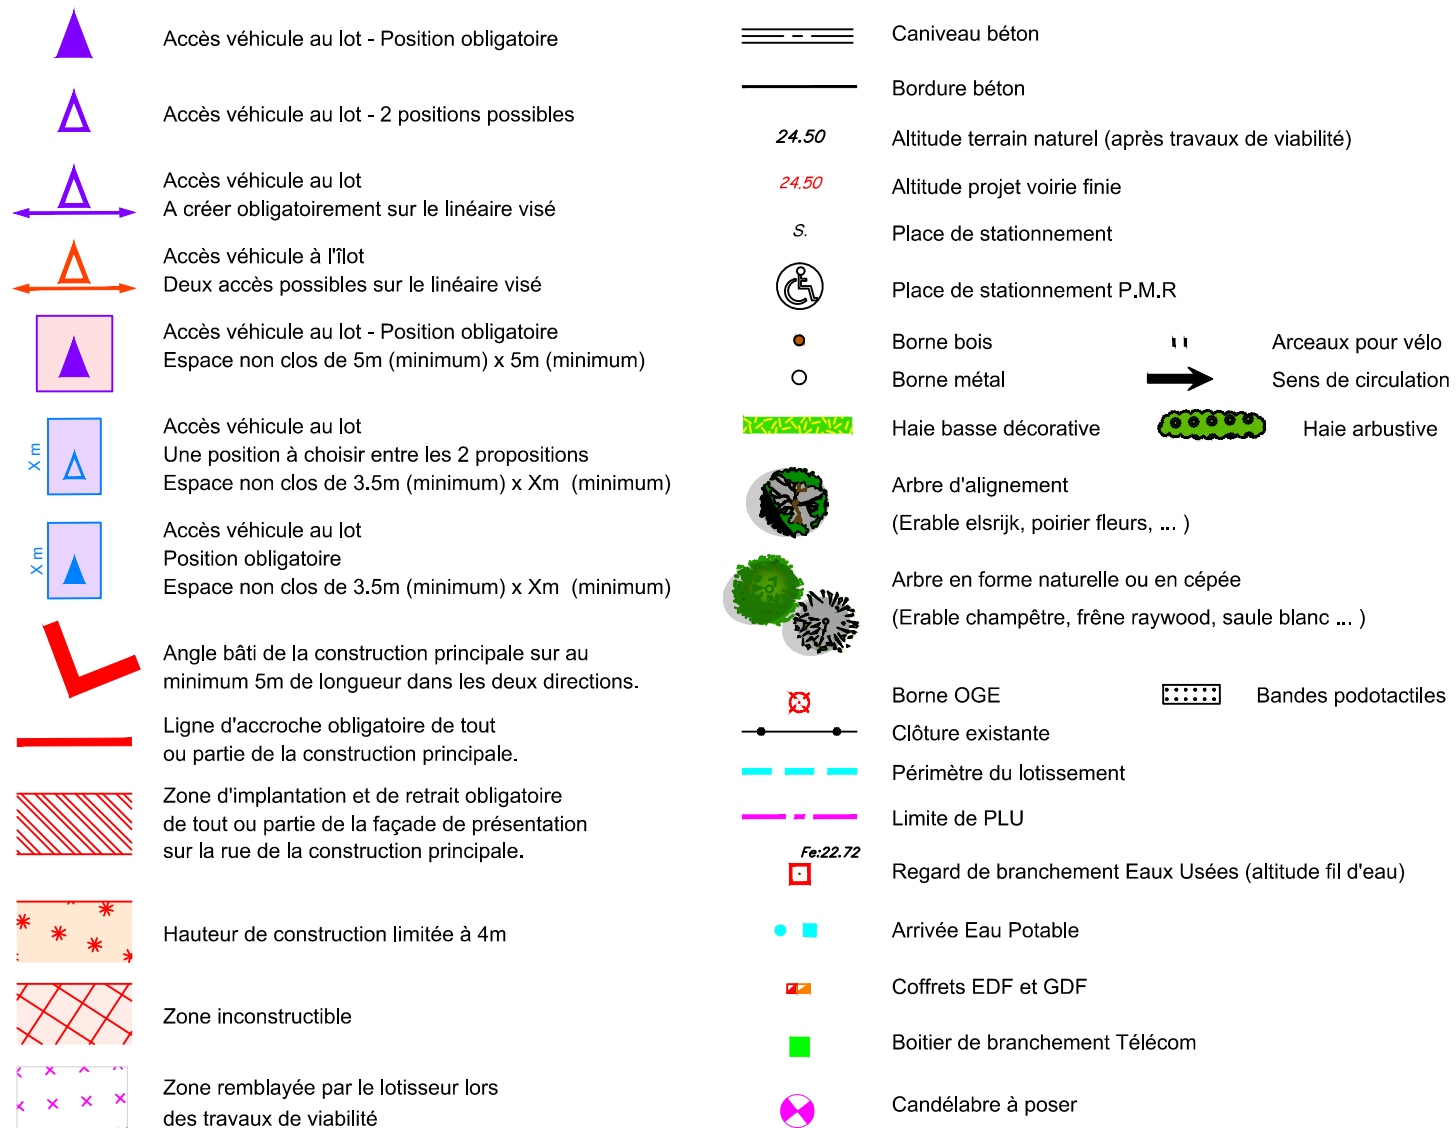 Accès véhicule au lot - Position obligatoire
Accès véhicule au lot - 2 positions possibles
Accès véhicule au lot
A créer obligatoirement sur le linéaire visé
Accès véhicule à l'îlot
Deux accès possibles sur le linéaire visé
Accès véhicule au lot - Position obligatoire
Espace non clos de 5m (minimum) x 5m (minimum)
X m
Accès véhicule au lot
Une position à choisir entre les 2 propositions
Espace non clos de 3.5m (minimum) x Xm (minimum)
X m
Accès véhicule au lot
Position obligatoire
Espace non clos de 3.5m (minimum) x Xm (minimum)
Angle bâti de la construction principale sur au
minimum 5m de longueur dans les deux directions.
Ligne d'accroche obligatoire de tout
ou partie de la construction principale.
Zone d'implantation et de retrait obligatoire
de tout ou partie de la façade de présentation
sur la rue de la construction principale.
Hauteur de construction limitée à 4m
Zone inconstructible
Zone remblayée par le lotisseur lors
des travaux de viabilité
Caniveau béton
Bordure béton
24.50 Altitude terrain naturel (après travaux de viabilité)
24.50 Altitude projet voirie finie
S. Place de stationnement
Place de stationnement P.M.R
Borne bois
Arceaux pour vélo
Borne métal
Sens de circulation
Haie basse décorative
Haie arbustive
Arbre d'alignement
(Erable elsrijk, poirier fleurs, ... )
Arbre en forme naturelle ou en cépée
(Erable champêtre, frêne raywood, saule blanc ... )
Borne OGE
Bandes podotactiles
Clôture existante
Périmètre du lotissement
Limite de PLU
Fe:22.72
Regard de branchement Eaux Usées (altitude fil d'eau)
Arrivée Eau Potable
Coffrets EDF et GDF
Boitier de branchement Télécom
Candélabre à poser